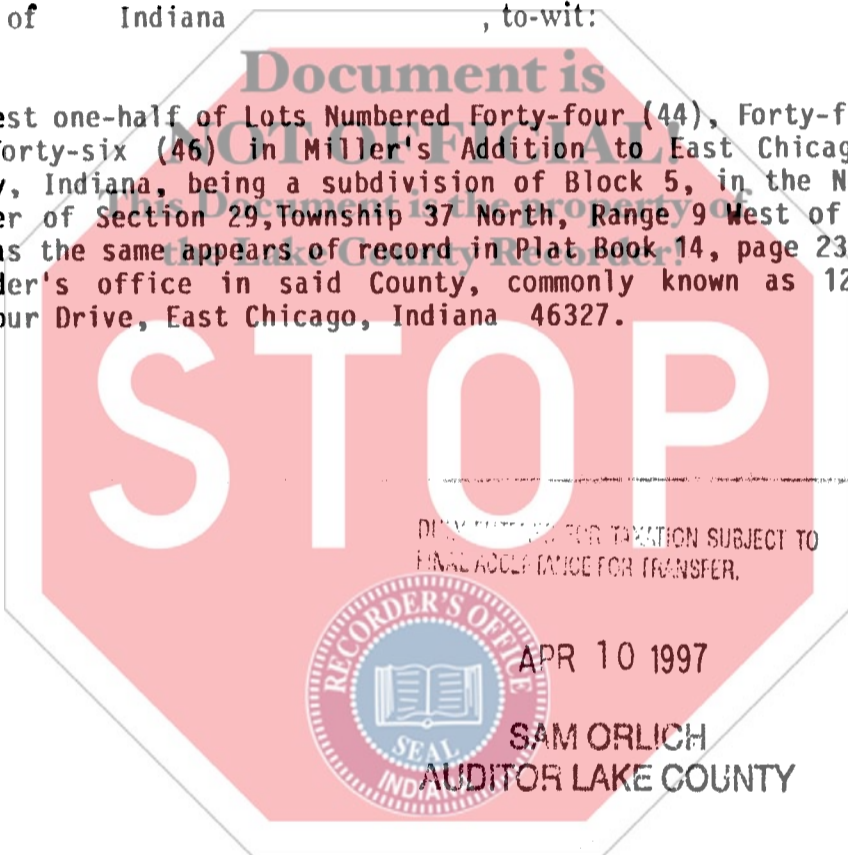 of Indiana , to-wit:
Document is
NOT OFFICIAL!
This Document is the property of
the Lake County Recorder!
est one-half of Lots Numbered Forty-four (44), Forty-f
orty-six (46) in Miller's Addition to East Chicag
, Indiana, being a subdivision of Block 5, in the N
er of Section 29,Township 37 North, Range 9 West of
as the same appears of record in Plat Book 14, page 23
der's office in said County, commonly known as 12
our Drive, East Chicago, Indiana 46327.
STOP
FOR TAXATION SUBJECT TO
FINAL ACCEPTANCE FOR TRANSFER.
APR 10 1997
SAM ORLICH
AUDITOR LAKE COUNTY
RECORDER'S OFFICE
SEAL